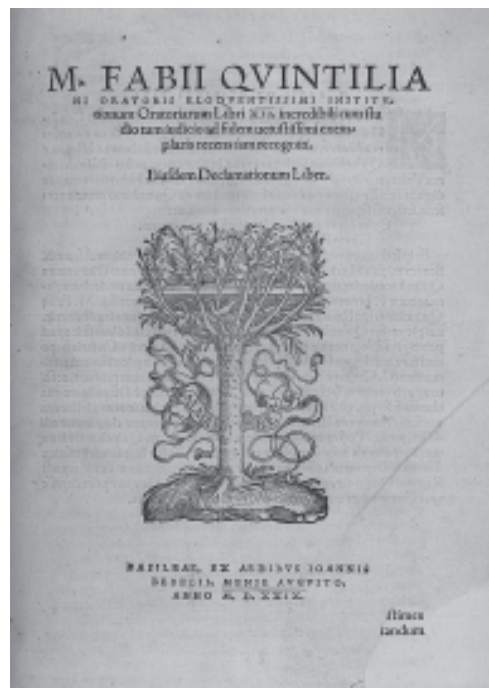 M. FABII QVINTILIA
NI ORATORIS ELOQVENTISSIMI INSTITV-
tionum Oratoriarum Libri XII. incredibili cum stu
dio tum iudicio ad fidem uetustissimi exem-
plaris recens iam recogniti.
Eiusdem Declamationum Liber.
BASILEAE, EX AEDIBVS IOANNIS
BEBELII, MENSE AVGVSTO,
ANNO M. D. XXIX.